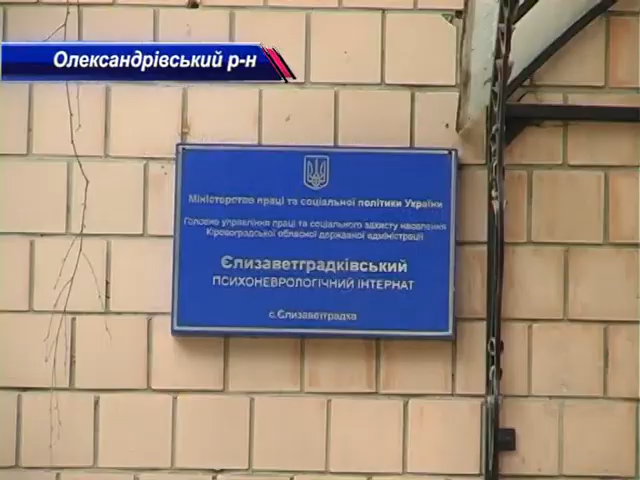 Олександрівський р-н
Міністерство праці та соціальної політики України
Головне управління праці та соціального захисту населення
Кіровоградської обласної державної адміністрації
Єлизаветградківський
ПСИХОНЕВРОЛОГІЧНИЙ ІНТЕРНАТ
с.Єлизаветградка